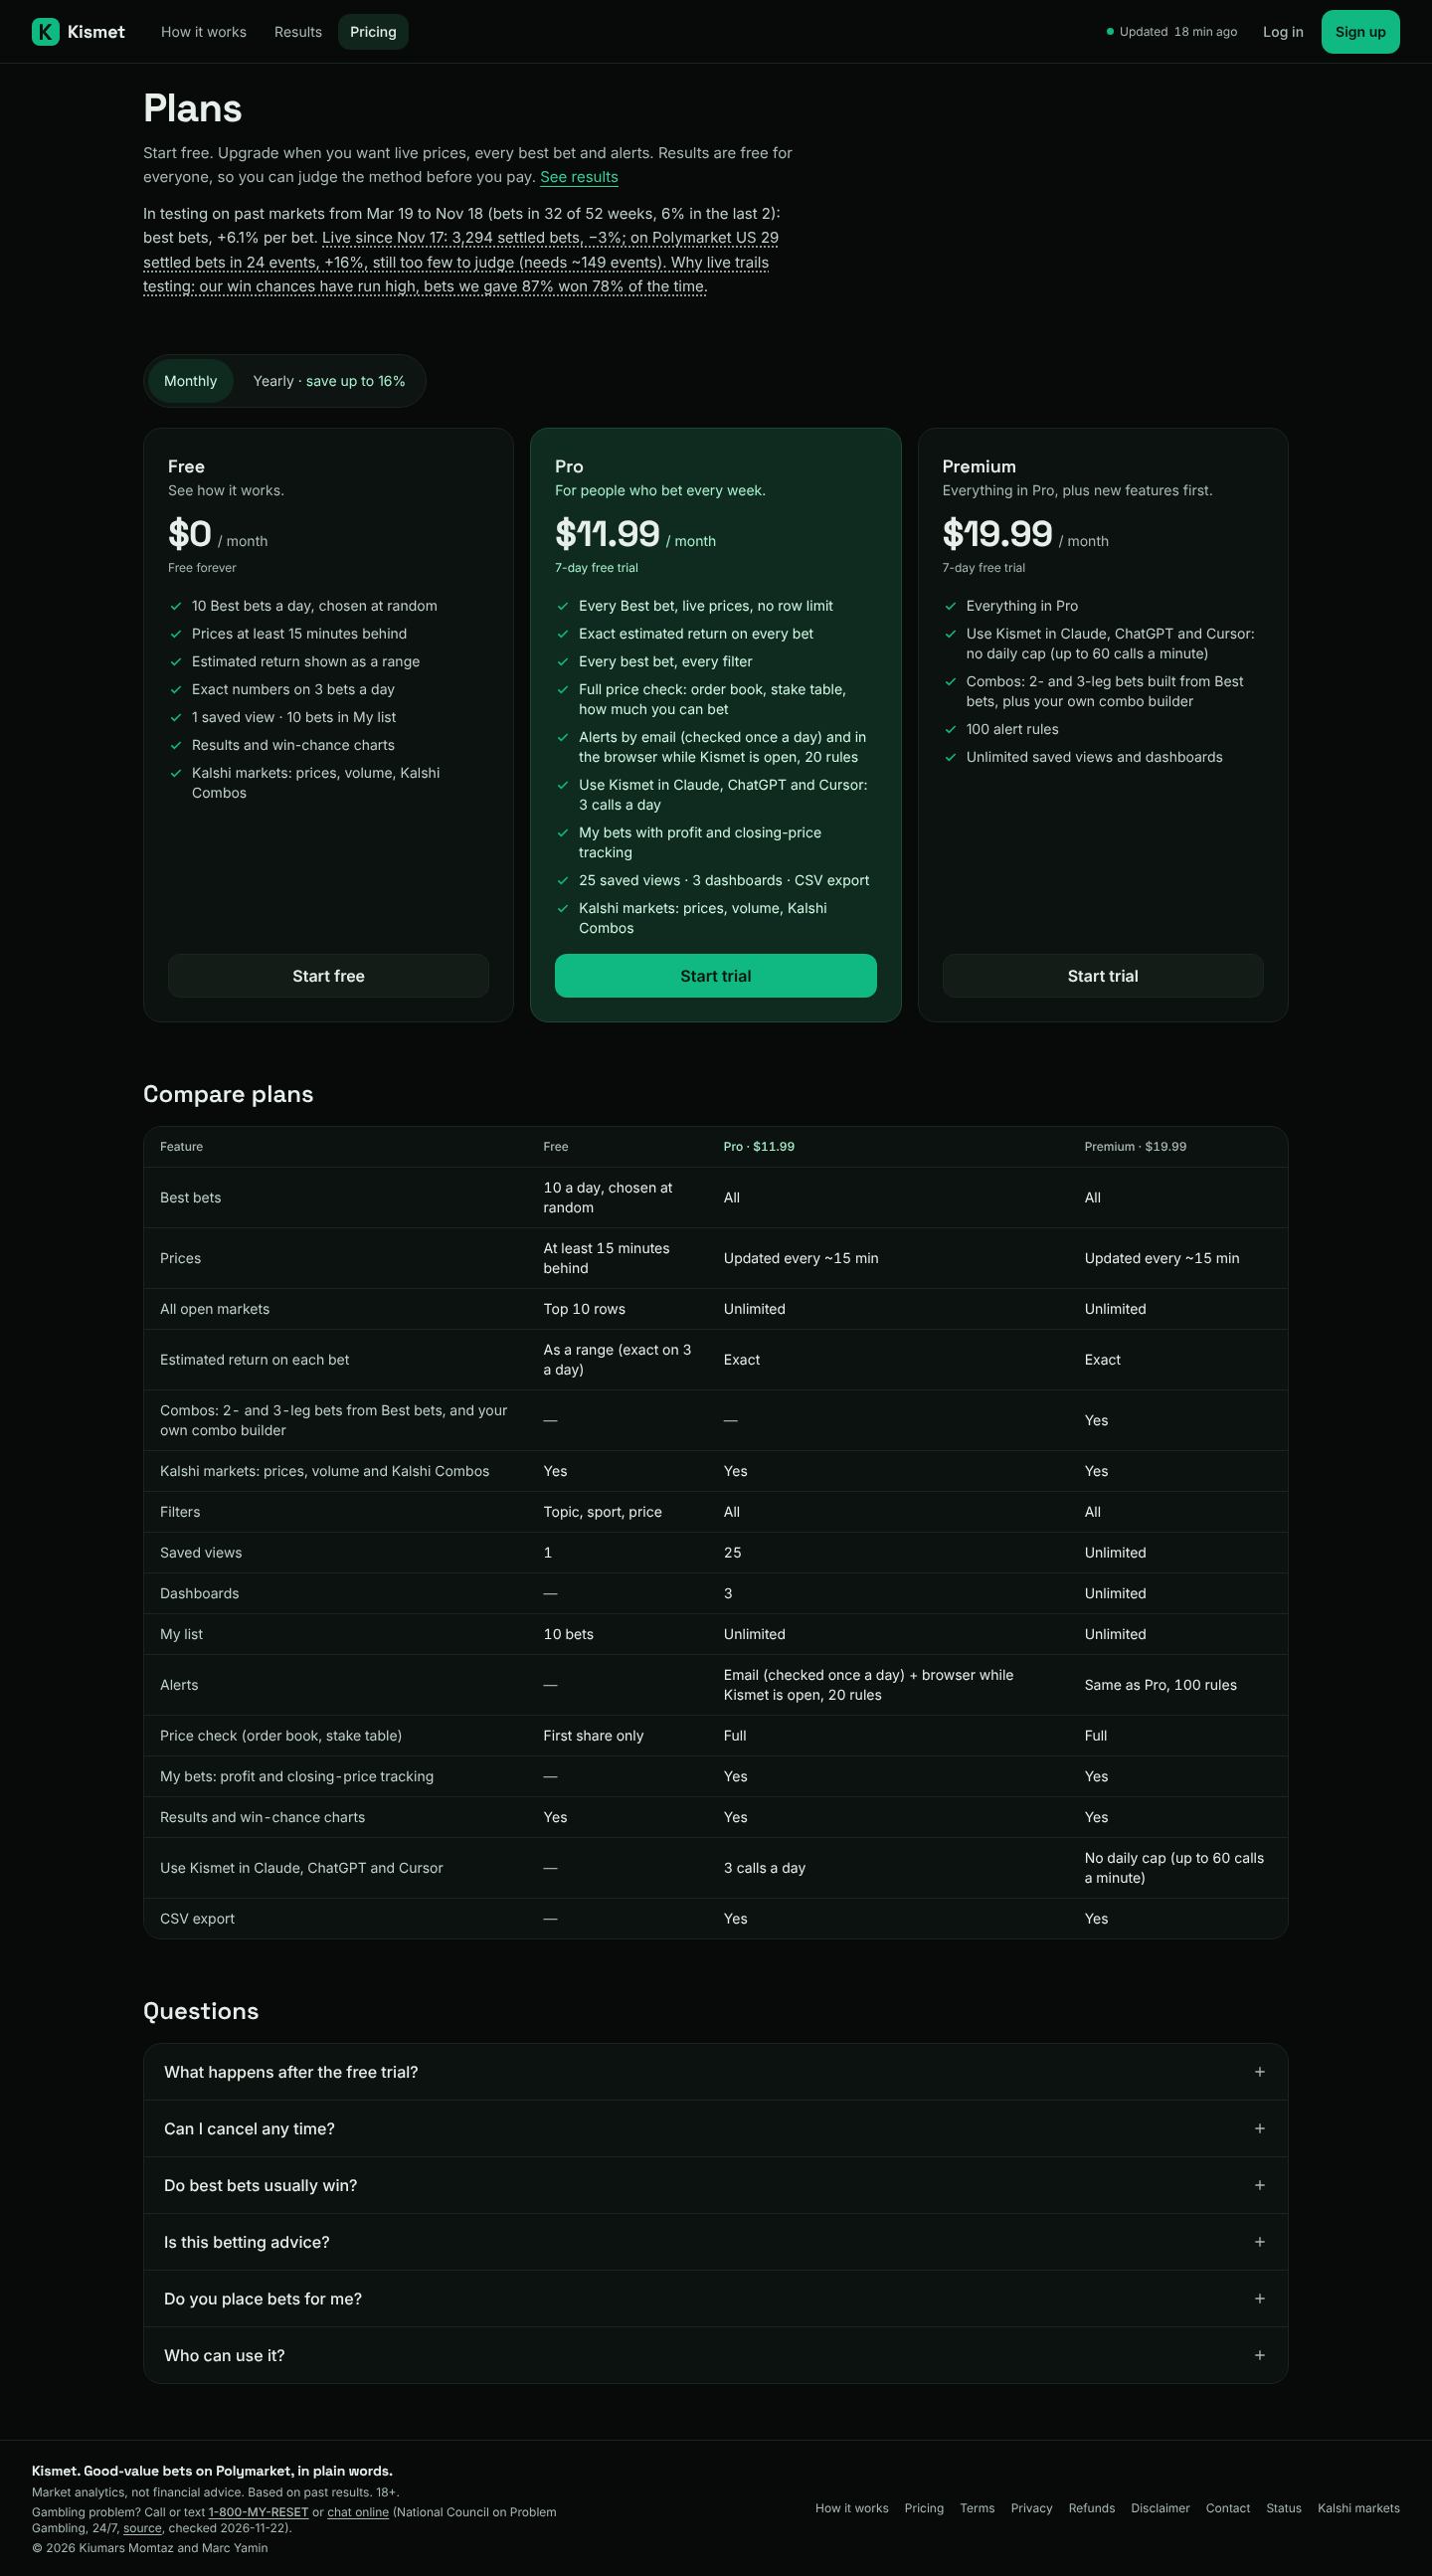 K Kismet How it works Results Pricing Updated 18 min ago Log in Sign up
Plans
Start free. Upgrade when you want live prices, every best bet and alerts. Results are free for
everyone, so you can judge the method before you pay. See results
In testing on past markets from Mar 19 to Nov 18 (bets in 32 of 52 weeks, 6% in the last 2):
best bets, +6.1% per bet. Live since Nov 17: 3,294 settled bets, −3%; on Polymarket US 29
settled bets in 24 events, +16%, still too few to judge (needs ~149 events). Why live trails
testing: our win chances have run high, bets we gave 87% won 78% of the time.
Monthly Yearly · save up to 16%
Free
See how it works.
$0 / month
Free forever
10 Best bets a day, chosen at random
Prices at least 15 minutes behind
Estimated return shown as a range
Exact numbers on 3 bets a day
1 saved view · 10 bets in My list
Results and win-chance charts
Kalshi markets: prices, volume, Kalshi
Combos
Start free
Pro
For people who bet every week.
$11.99 / month
7-day free trial
Every Best bet, live prices, no row limit
Exact estimated return on every bet
Every best bet, every filter
Full price check: order book, stake table,
how much you can bet
Alerts by email (checked once a day) and in
the browser while Kismet is open, 20 rules
Use Kismet in Claude, ChatGPT and Cursor:
3 calls a day
My bets with profit and closing-price
tracking
25 saved views · 3 dashboards · CSV export
Kalshi markets: prices, volume, Kalshi
Combos
Start trial
Premium
Everything in Pro, plus new features first.
$19.99 / month
7-day free trial
Everything in Pro
Use Kismet in Claude, ChatGPT and Cursor:
no daily cap (up to 60 calls a minute)
Combos: 2- and 3-leg bets built from Best
bets, plus your own combo builder
100 alert rules
Unlimited saved views and dashboards
Start trial
Compare plans
Feature Free Pro · $11.99 Premium · $19.99
Best bets 10 a day, chosen at random All All
Prices At least 15 minutes behind Updated every ~15 min Updated every ~15 min
All open markets Top 10 rows Unlimited Unlimited
Estimated return on each bet As a range (exact on 3 a day) Exact Exact
Combos: 2- and 3-leg bets from Best bets, and your own combo builder — — Yes
Kalshi markets: prices, volume and Kalshi Combos Yes Yes Yes
Filters Topic, sport, price All All
Saved views 1 25 Unlimited
Dashboards — 3 Unlimited
My list 10 bets Unlimited Unlimited
Alerts — Email (checked once a day) + browser while Kismet is open, 20 rules Same as Pro, 100 rules
Price check (order book, stake table) First share only Full Full
My bets: profit and closing-price tracking — Yes Yes
Results and win-chance charts Yes Yes Yes
Use Kismet in Claude, ChatGPT and Cursor — 3 calls a day No daily cap (up to 60 calls a minute)
CSV export — Yes Yes
Questions
What happens after the free trial? +
Can I cancel any time? +
Do best bets usually win? +
Is this betting advice? +
Do you place bets for me? +
Who can use it? +
Kismet. Good-value bets on Polymarket, in plain words.
Market analytics, not financial advice. Based on past results. 18+.
Gambling problem? Call or text 1-800-MY-RESET or chat online (National Council on Problem
Gambling, 24/7, source, checked 2026-11-22).
© 2026 Kiumars Momtaz and Marc Yamin
How it works Pricing Terms Privacy Refunds Disclaimer Contact Status Kalshi markets